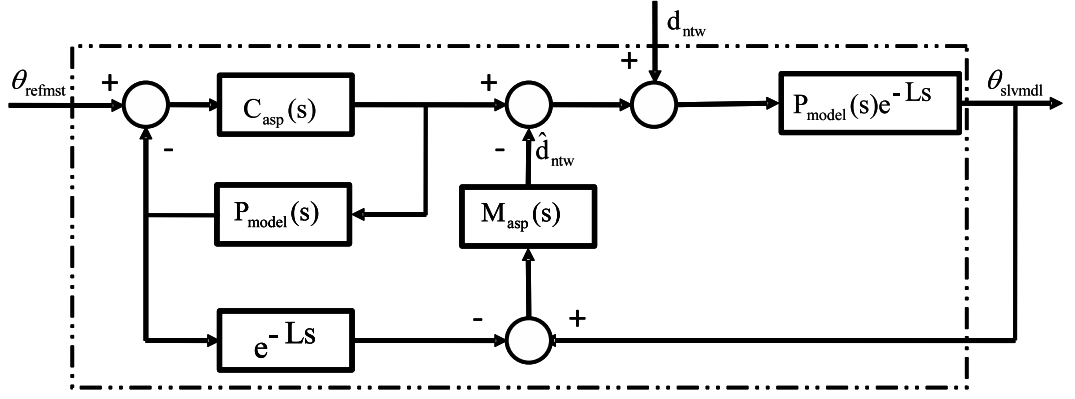 d_ntw
+
θ_refmst
+
C_asp(s)
+
+
P_model(s)e^-Ls
θ_slvmdl
-
-
d̂_ntw
P_model(s)
M_asp(s)
-
+
e^-Ls